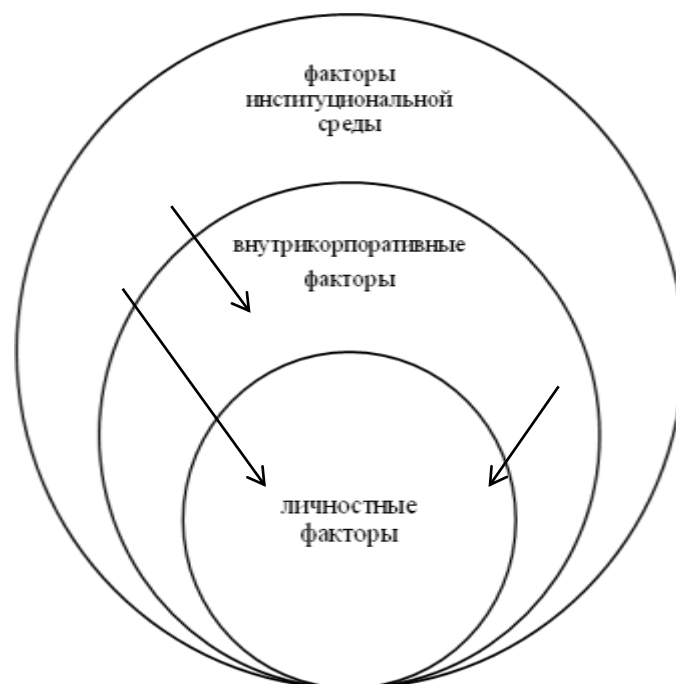 факторы
институциональной
среды
внутрикорпоративные
факторы
личностные
факторы